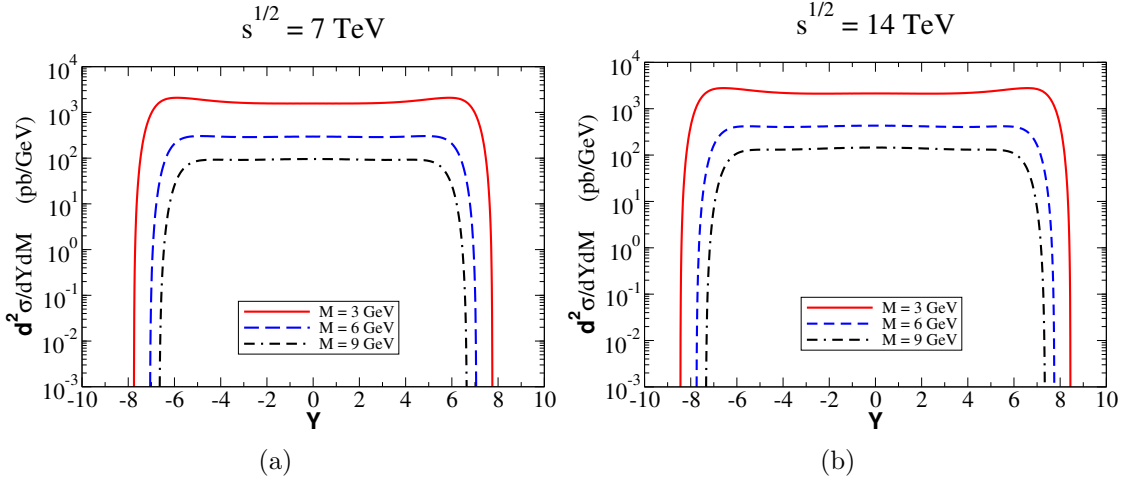 s^{1/2} = 7 TeV
d²σ/dYdM (pb/GeV)
10^4
10^3
10^2
10^1
10^0
10^-1
10^-2
10^-3
M = 3 GeV
M = 6 GeV
M = 9 GeV
-10 -8 -6 -4 -2 0 2 4 6 8 10
Y
(a)
s^{1/2} = 14 TeV
d²σ/dYdM (pb/GeV)
10^4
10^3
10^2
10^1
10^0
10^-1
10^-2
10^-3
M = 3 GeV
M = 6 GeV
M = 9 GeV
-10 -8 -6 -4 -2 0 2 4 6 8 10
Y
(b)